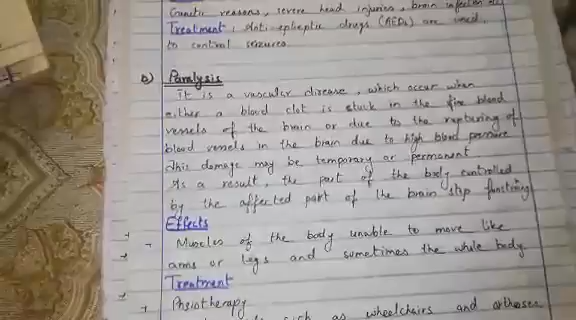 Genetic reasons, severe head injuries, brain infection etc
Treatment: Anti-epileptic drugs (AEDs) are used
to control seizures.
b) Paralysis
It is a vascular disease, which occur when
either a blood clot is stuck in the fine blood
vessels of the brain or due to the rupturing of
blood vessels in the brain due to high blood pressure
This damage may be temporary or permanent
As a result, the part of the body controlled
by the affected part of the brain stop functioning
Effects
Muscles of the body unable to move like
arms or legs and sometimes the whole body.
Treatment
Phsiotherapy
such as wheelchairs and orthoses